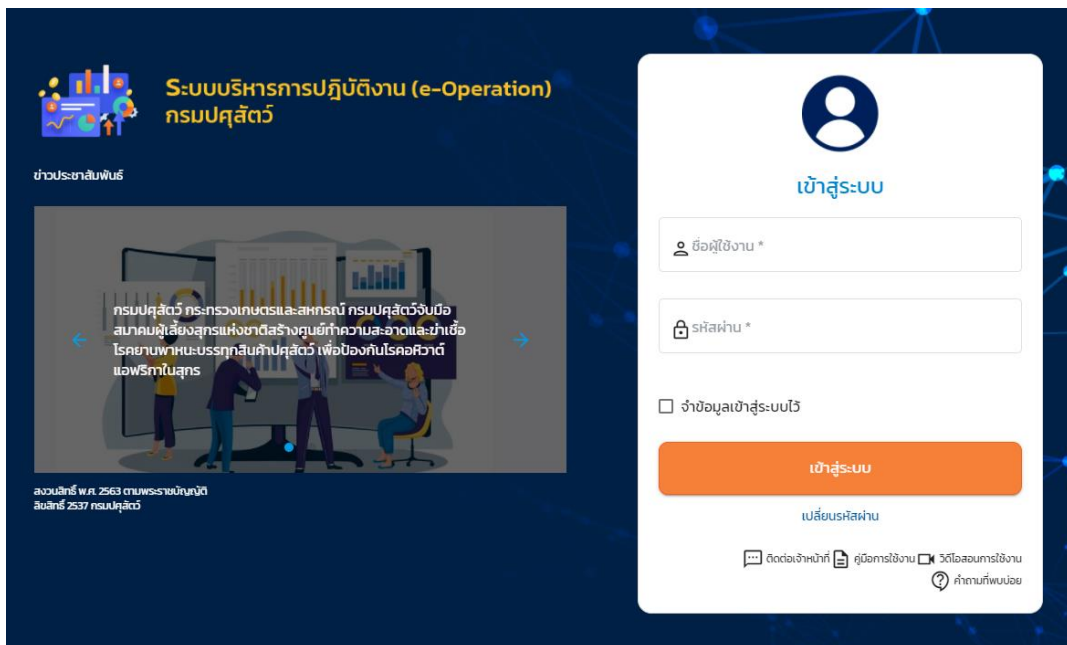 ระบบบริหารการปฎิบัติงาน (e-Operation)
กรมปศุสัตว์
ข่าวประชาสัมพันธ์
กรมปศุสัตว์ กระทรวงเกษตรและสหกรณ์ กรมปศุสัตว์จับมือ
สมาคมผู้เลี้ยงสุกรแห่งชาติสร้างศูนย์ทำความสะอาดและฆ่าเชื้อ
โรคยานพาหนะบรรทุกสินค้าปศุสัตว์ เพื่อป้องกันโรคอหิวาต์
แอฟริกาในสุกร
สงวนสิทธิ์ พ.ศ. 2563 ตามพระราชบัญญัติ
ลิขสิทธิ์ 2537 กรมปศุสัตว์
เข้าสู่ระบบ
ชื่อผู้ใช้งาน *
รหัสผ่าน *
จำข้อมูลเข้าสู่ระบบไว้
เข้าสู่ระบบ
เปลี่ยนรหัสผ่าน
ติดต่อเจ้าหน้าที่ คู่มือการใช้งาน วิดีโอสอนการใช้งาน
คำถามที่พบบ่อย